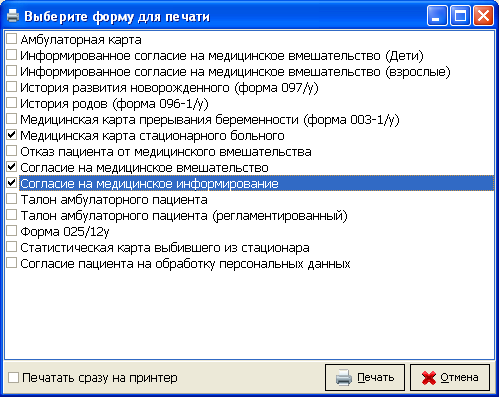 Выберите форму для печати
Амбулаторная карта
Информированное согласие на медицинское вмешательство (Дети)
Информированное согласие на медицинское вмешательство (взрослые)
История развития новорожденного (форма 097/у)
История родов (форма 096-1/у)
Медицинская карта прерывания беременности (форма 003-1/у)
Медицинская карта стационарного больного
Отказ пациента от медицинского вмешательства
Согласие на медицинское вмешательство
Согласие на медицинское информирование
Талон амбулаторного пациента
Талон амбулаторного пациента (регламентированный)
Форма 025/12у
Статистическая карта выбившего из стационара
Согласие пациента на обработку персональных данных
Печатать сразу на принтер
Печать
Отмена